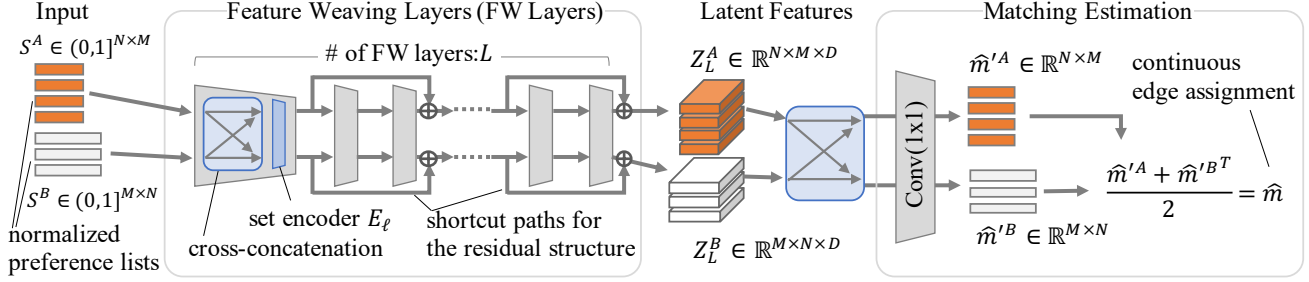 Input
S^A ∈ (0,1]^{N×M}
S^B ∈ (0,1]^{M×N}
normalized
preference lists
Feature Weaving Layers (FW Layers)
# of FW layers:L
set encoder E_ℓ
cross-concatenation
shortcut paths for
the residual structure
Latent Features
Z_L^A ∈ ℝ^{N×M×D}
Z_L^B ∈ ℝ^{M×N×D}
Matching Estimation
Conv(1x1)
m̂'^A ∈ ℝ^{N×M}
m̂'^B ∈ ℝ^{M×N}
continuous
edge assignment
(m̂'^A + m̂'^{B^T}) / 2 = m̂